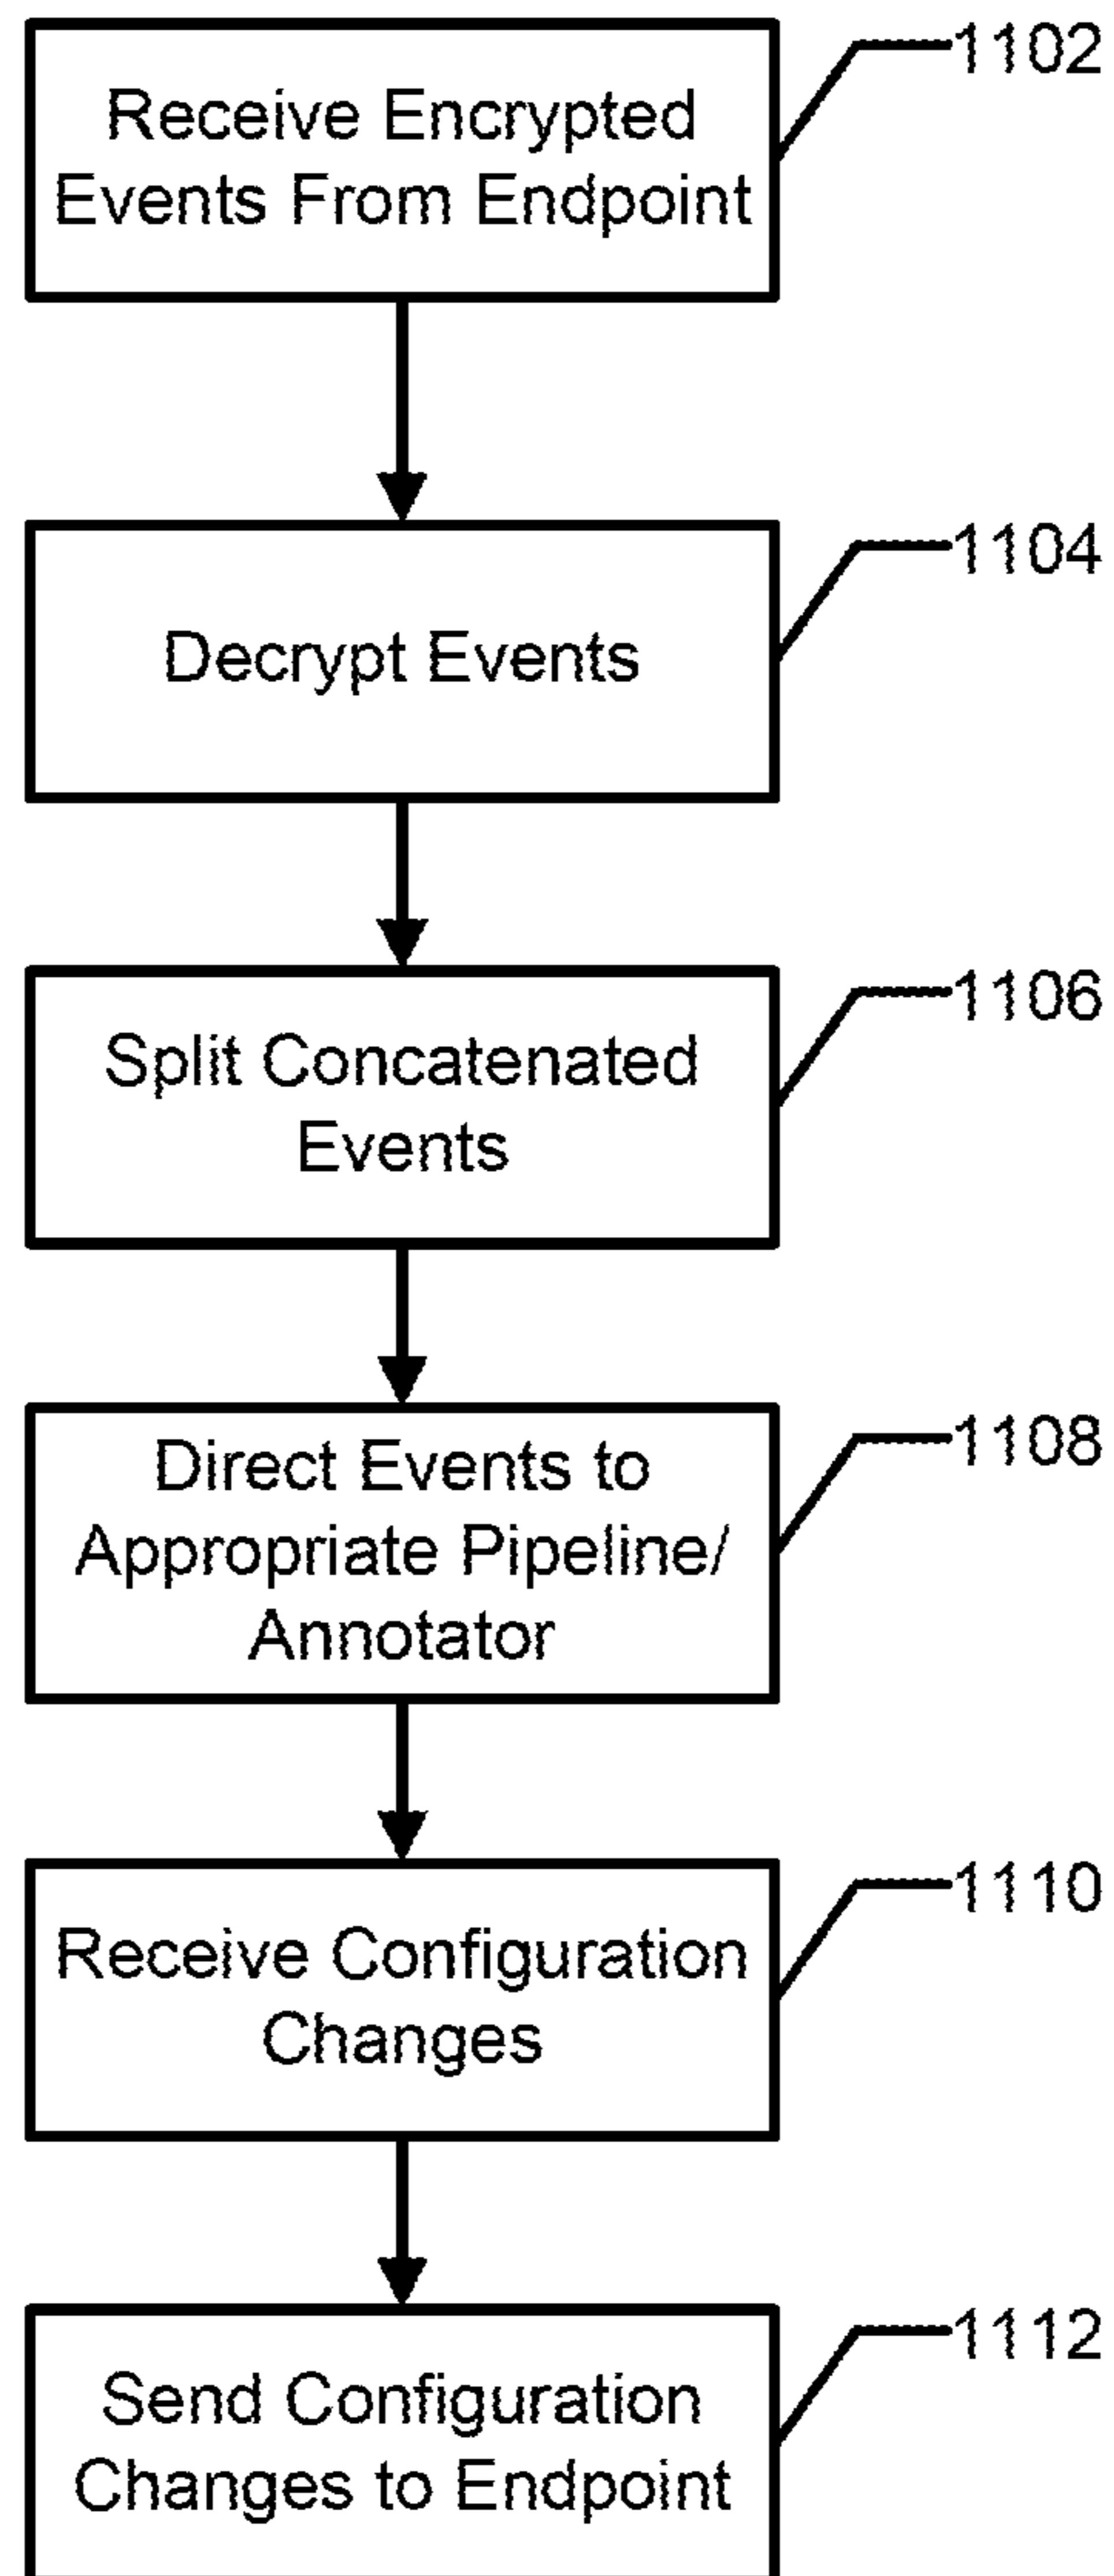 1102
Receive Encrypted
Events From Endpoint
1104
Decrypt Events
1106
Split Concatenated
Events
1108
Direct Events to
Appropriate Pipeline/
Annotator
1110
Receive Configuration
Changes
1112
Send Configuration
Changes to Endpoint